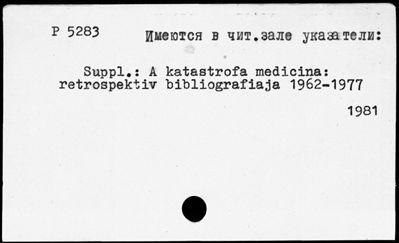 P 5283
Имеются в чит.зале указатели:
Suppl.: A katastrofa medicina:
retrospektiv bibliografiaja 1962-1977
1981